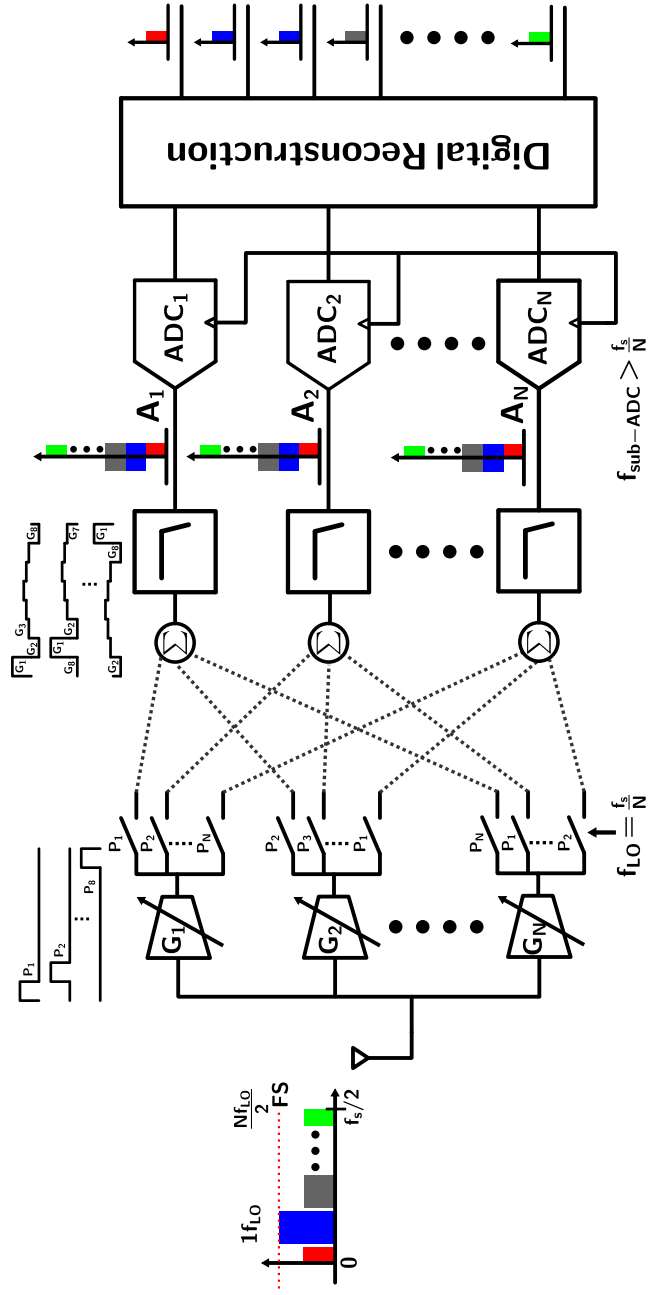 Nf_LO/2
FS
1f_LO
0
f_s/2
P_1
P_2
P_8
G_1
G_2
G_N
P_1
P_2
P_N
P_2
P_3
P_1
P_N
P_1
P_2
f_LO = f_s/N
G_1
G_2
G_3
G_8
G_8
G_1
G_2
G_7
G_2
G_8
G_1
Σ
Σ
Σ
A_1
A_2
A_N
ADC_1
ADC_2
ADC_N
f_sub−ADC > f_s/N
Digital Reconstruction